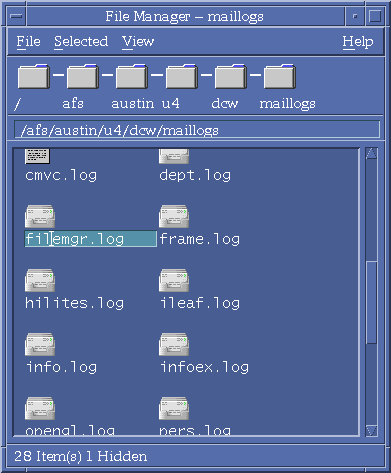 File Manager – maillogs
File Selected View Help
/ afs austin u4 dcw maillogs
/afs/austin/u4/dcw/maillogs
cmvc.log dept.log
filemgr.log frame.log
hilites.log ileaf.log
info.log infoex.log
opengl.log pers.log
28 Item(s) 1 Hidden